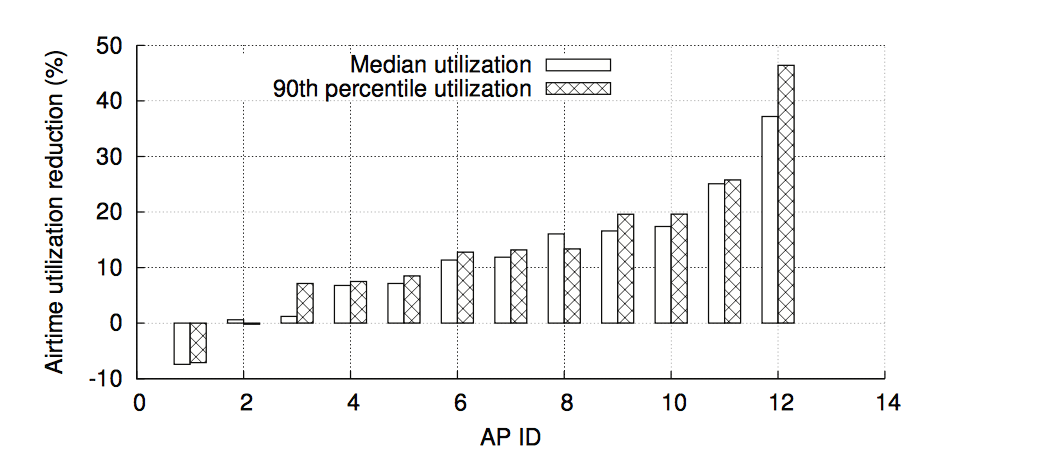 50
40
30
20
10
0
-10
Airtime utilization reduction (%)
Median utilization
90th percentile utilization
0 2 4 6 8 10 12 14
AP ID